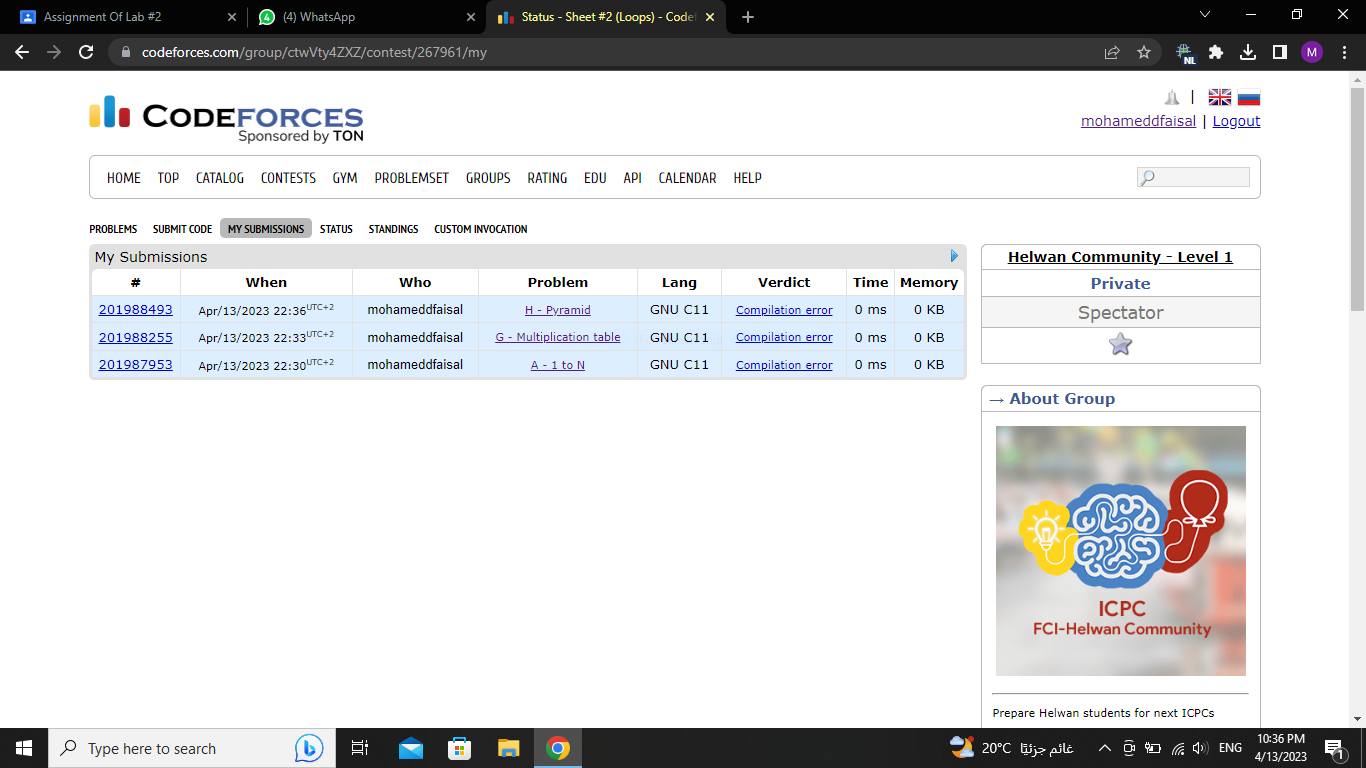 Assignment Of Lab #2
(4) WhatsApp
Status - Sheet #2 (Loops) - Codef
codeforces.com/group/ctwVty4ZXZ/contest/267961/my
NL
M
CODEFORCES
Sponsored by TON
|
mohameddfaisal | Logout
HOME TOP CATALOG CONTESTS GYM PROBLEMSET GROUPS RATING EDU API CALENDAR HELP
PROBLEMS SUBMIT CODE MY SUBMISSIONS STATUS STANDINGS CUSTOM INVOCATION
My Submissions
# When Who Problem Lang Verdict Time Memory
201988493 Apr/13/2023 22:36UTC+2 mohameddfaisal H - Pyramid GNU C11 Compilation error 0 ms 0 KB
201988255 Apr/13/2023 22:33UTC+2 mohameddfaisal G - Multiplication table GNU C11 Compilation error 0 ms 0 KB
201987953 Apr/13/2023 22:30UTC+2 mohameddfaisal A - 1 to N GNU C11 Compilation error 0 ms 0 KB
Helwan Community - Level 1
Private
Spectator
→ About Group
ICPC
FCI-Helwan Community
Prepare Helwan students for next ICPCs
Type here to search
20°C غائم جزئيًا
ENG
10:36 PM
4/13/2023
1